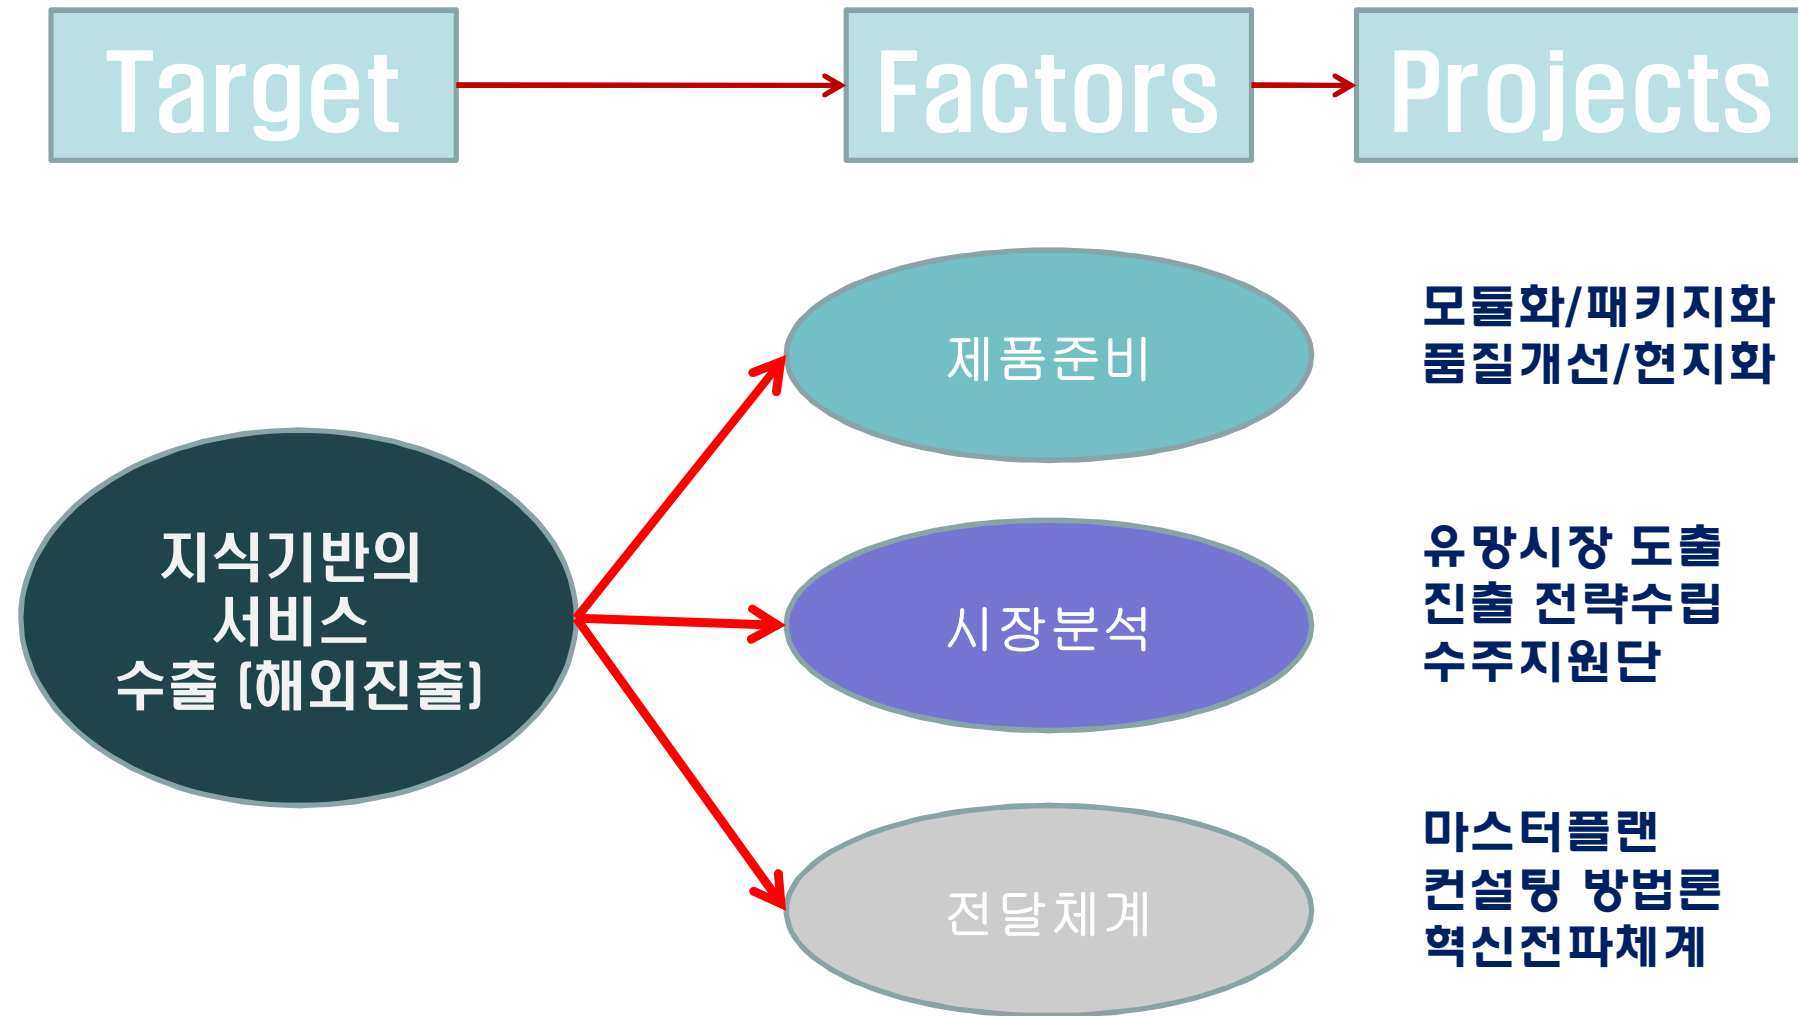 Target
Factors
Projects
지식기반의
서비스
수출 (해외진출)
제품준비
모듈화/패키지화
품질개선/현지화
시장분석
유망시장 도출
진출 전략수립
수주지원단
전달체계
마스터플랜
컨설팅 방법론
혁신전파체계